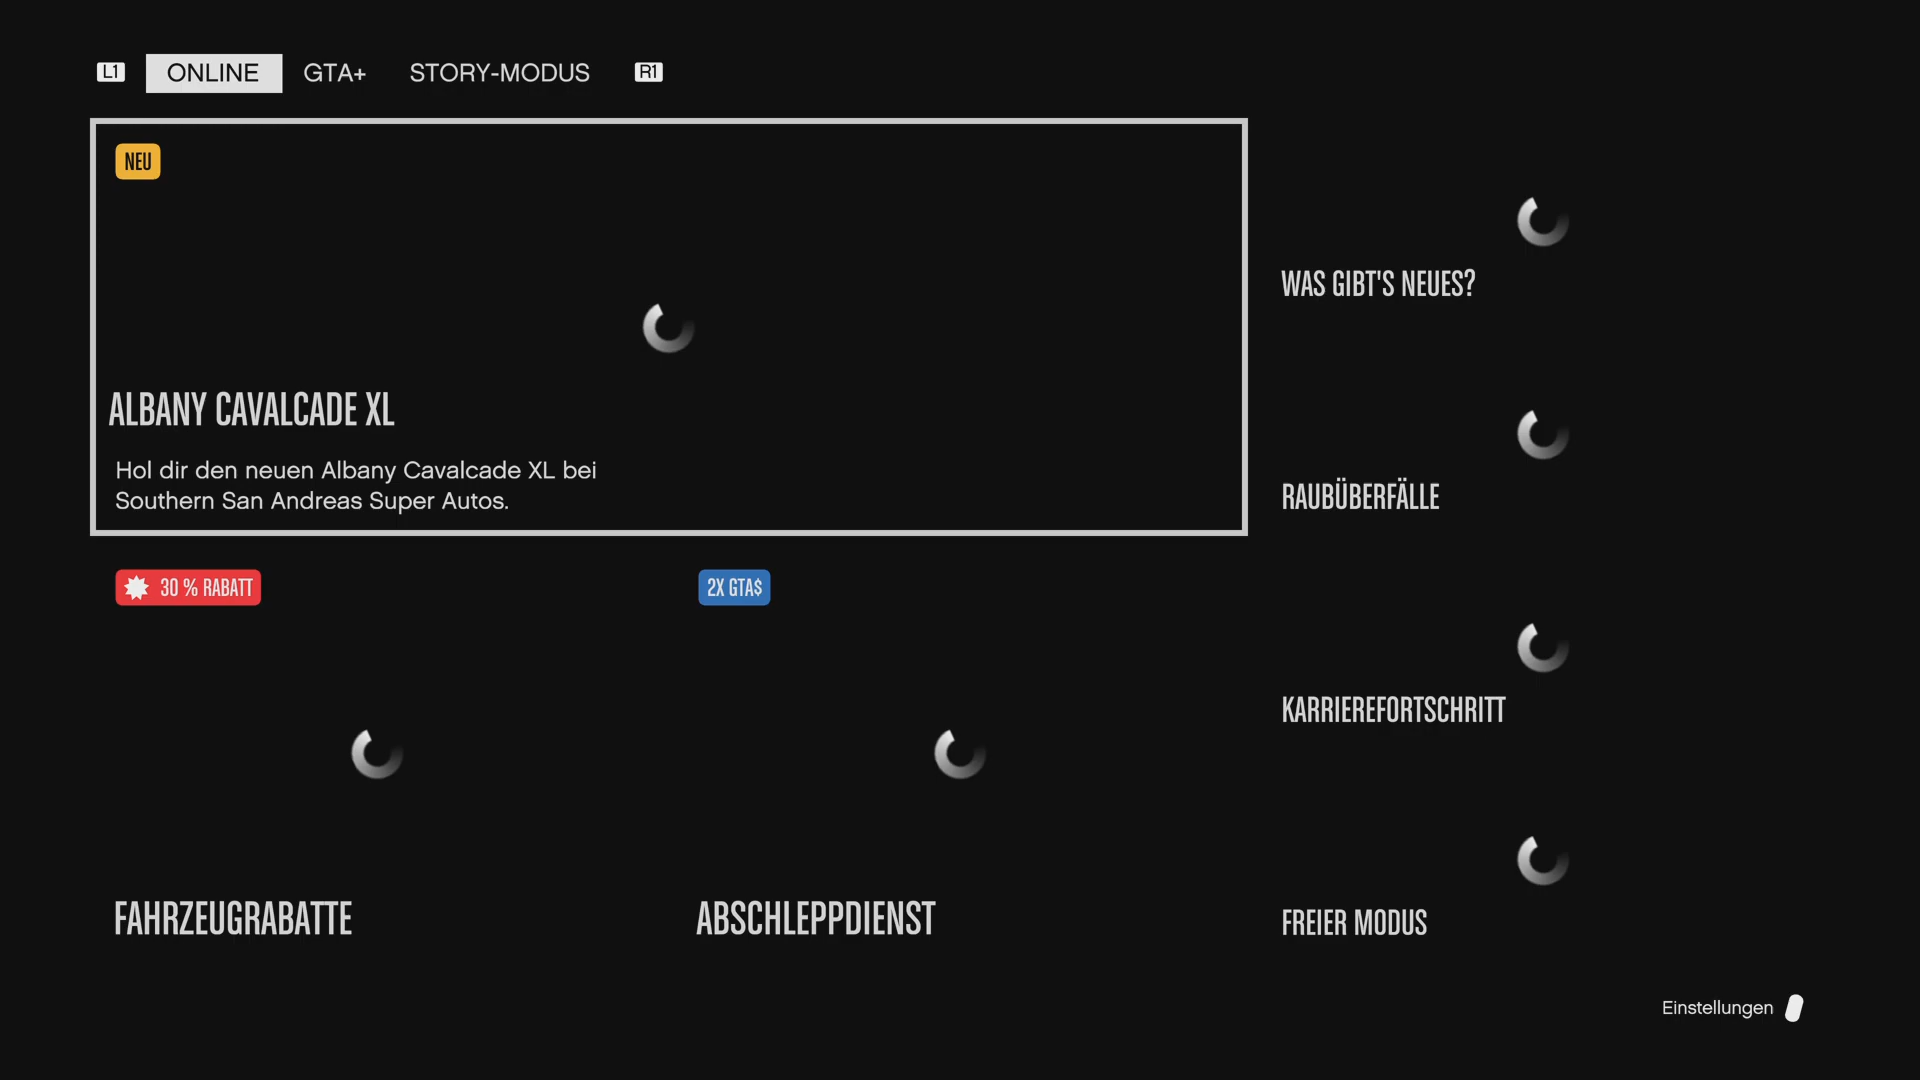 L1 ONLINE GTA+ STORY-MODUS R1
NEU
ALBANY CAVALCADE XL
Hol dir den neuen Albany Cavalcade XL bei
Southern San Andreas Super Autos.
WAS GIBT'S NEUES?
RAUBÜBERFÄLLE
30 % RABATT
FAHRZEUGRABATTE
2X GTA$
ABSCHLEPPDIENST
KARRIEREFORTSCHRITT
FREIER MODUS
Einstellungen